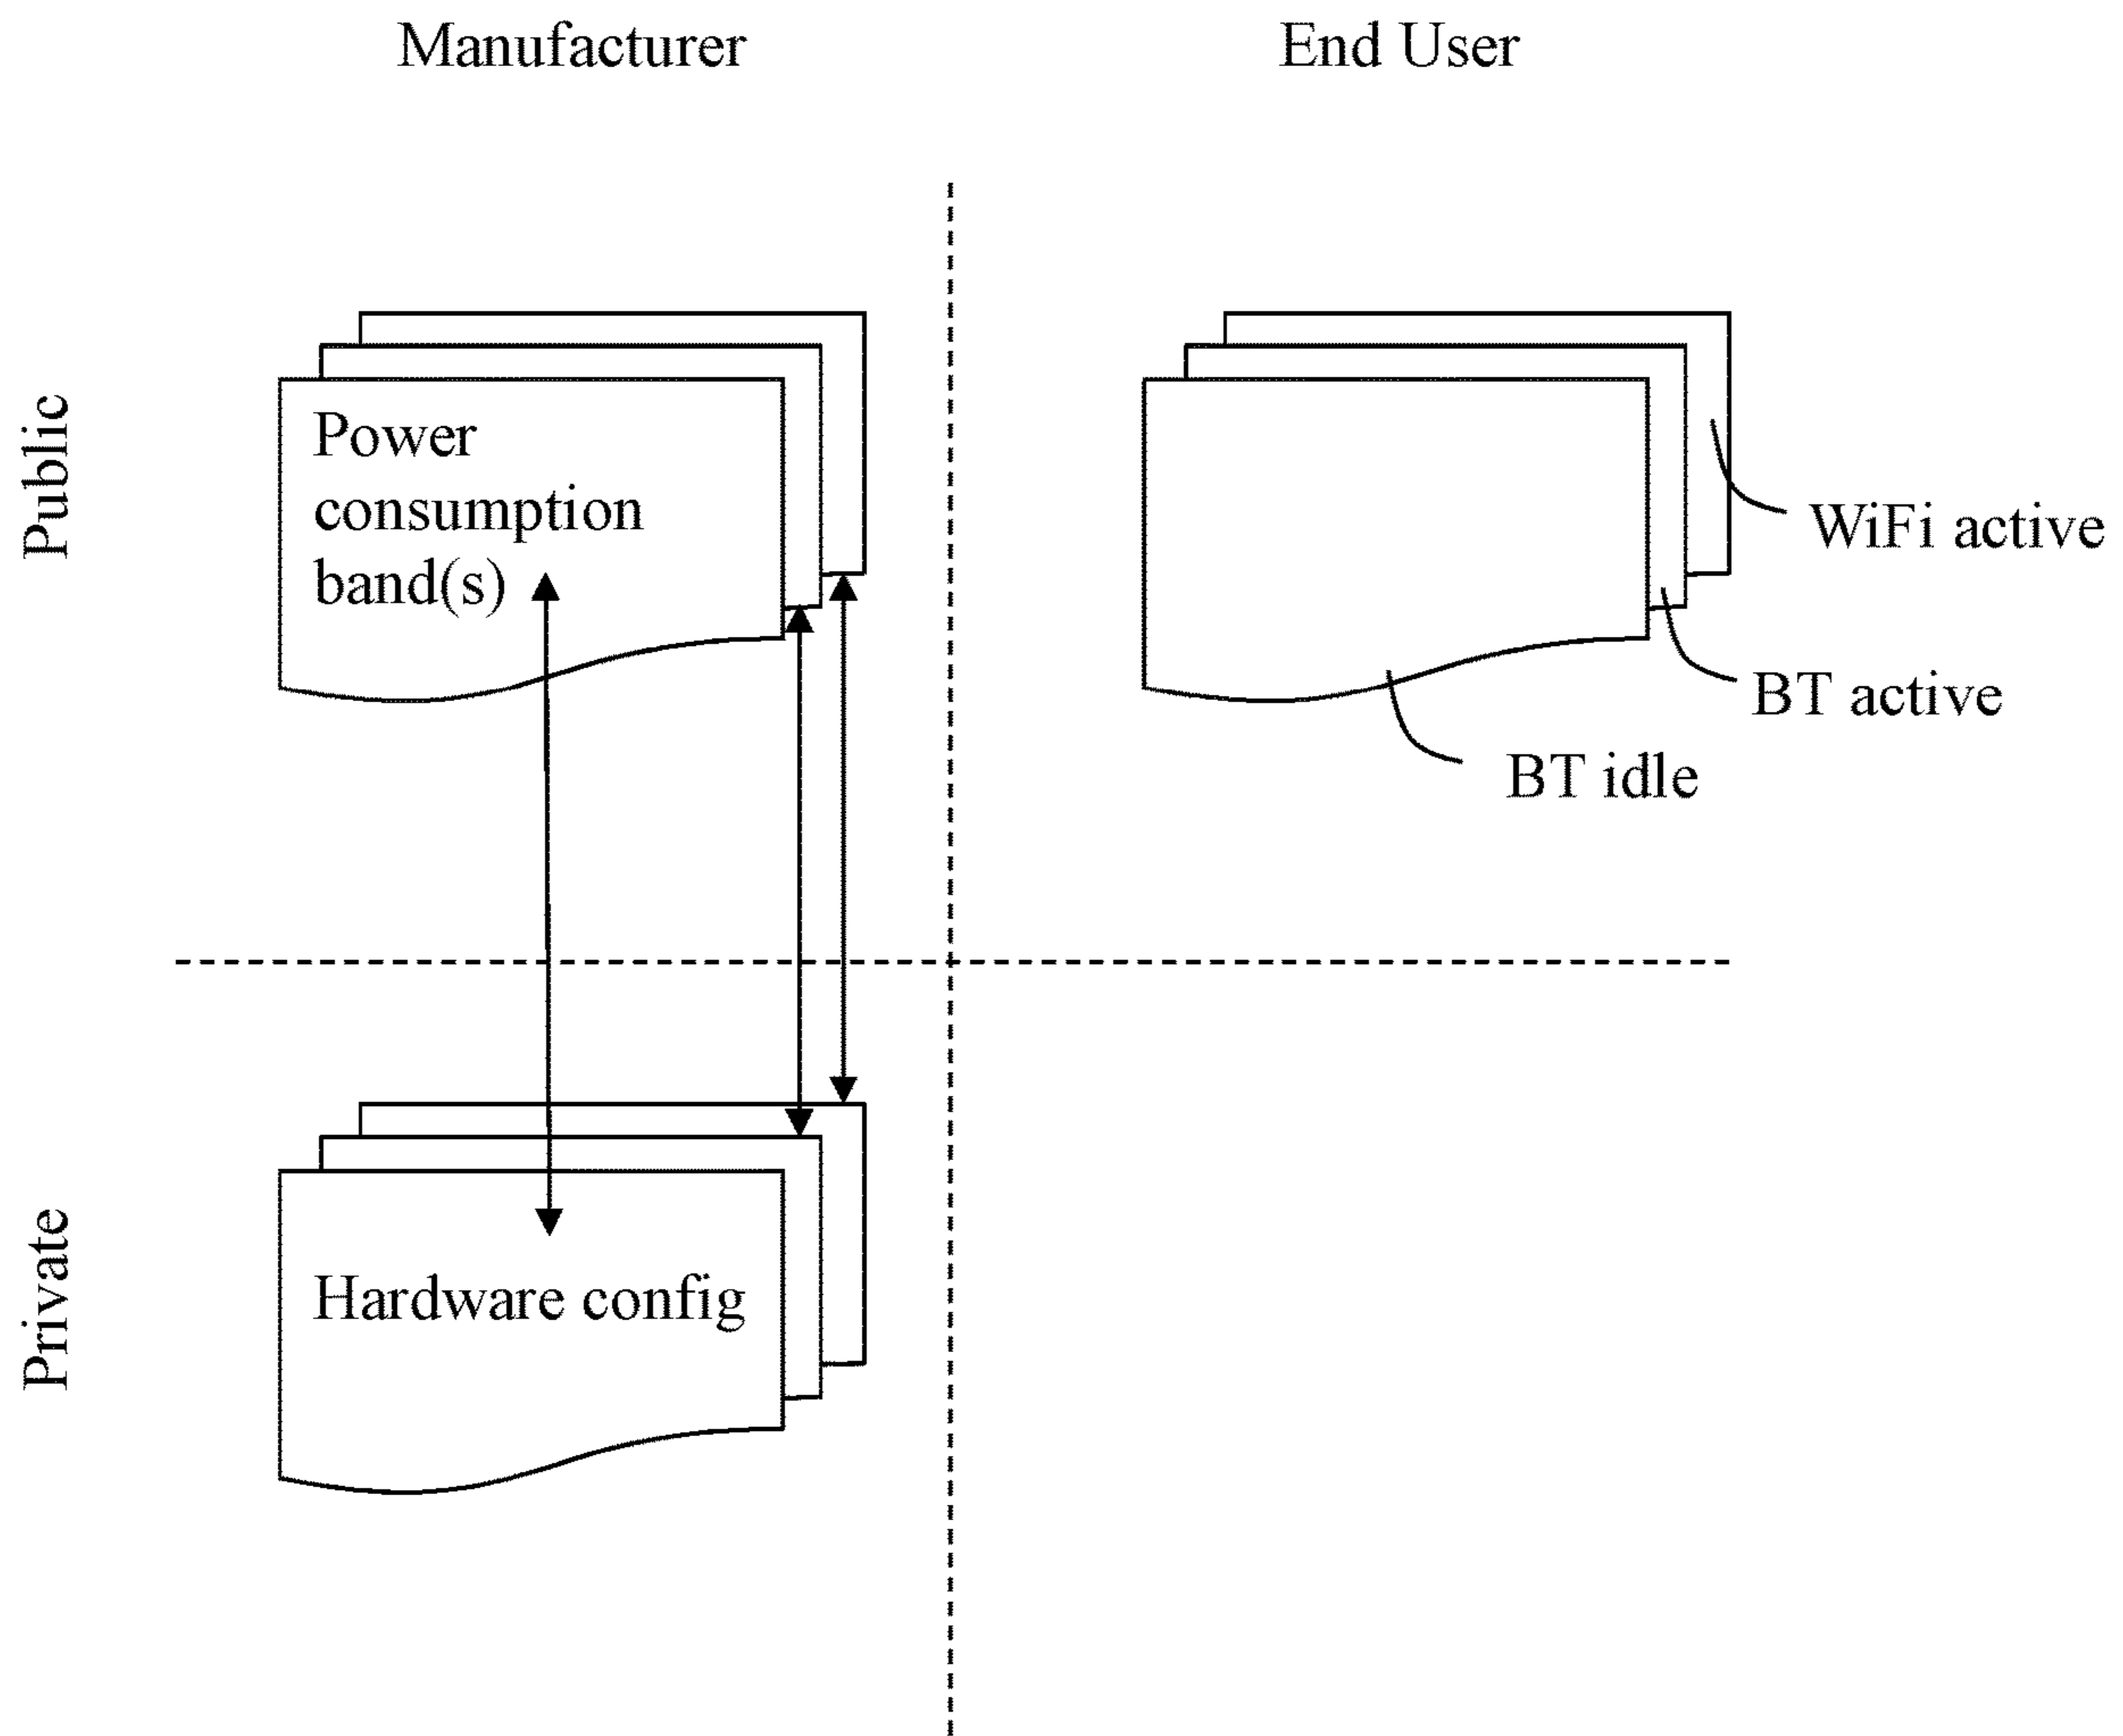 Manufacturer
End User
Public
Power
consumption
band(s)
WiFi active
BT active
BT idle
Private
Hardware config